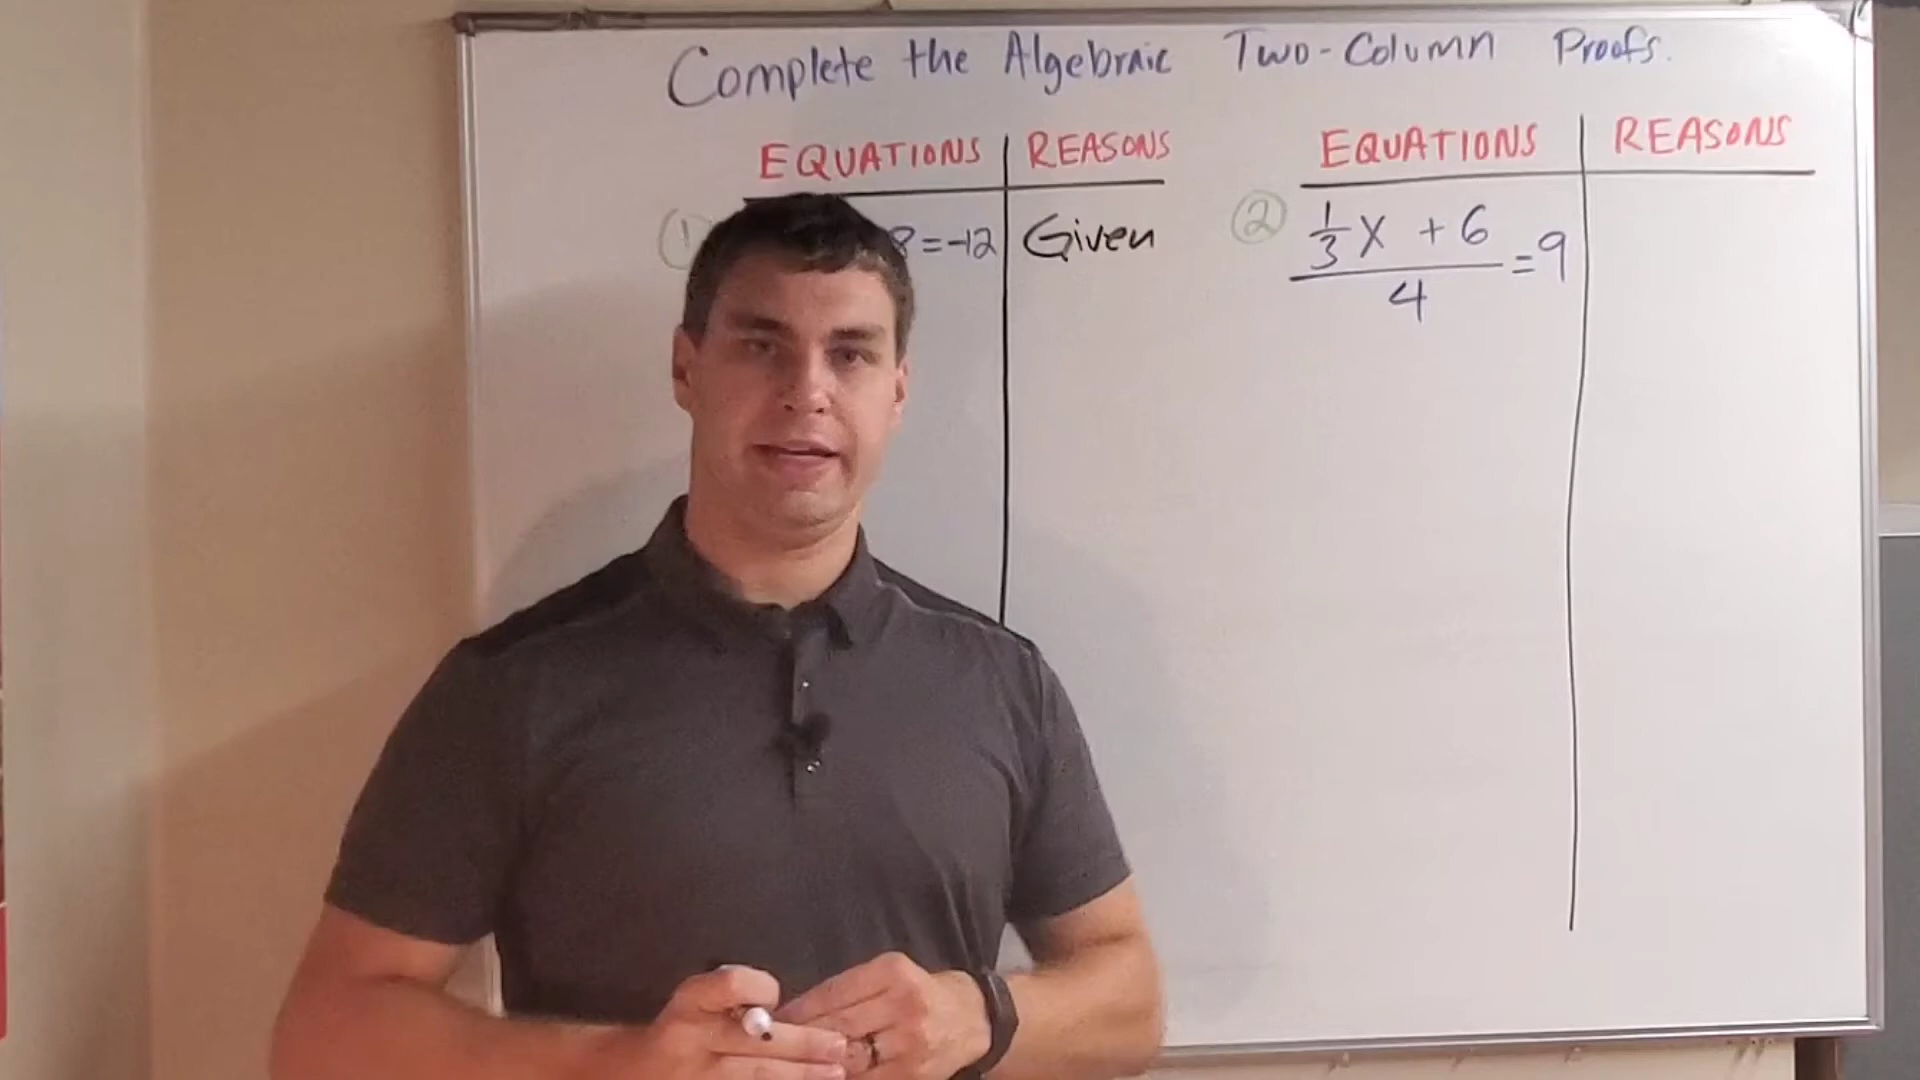 Complete the Algebraic Two-Column Proofs.
EQUATIONS REASONS
1 8=-12 Given
EQUATIONS REASONS
2 1/3 X + 6
=9
4